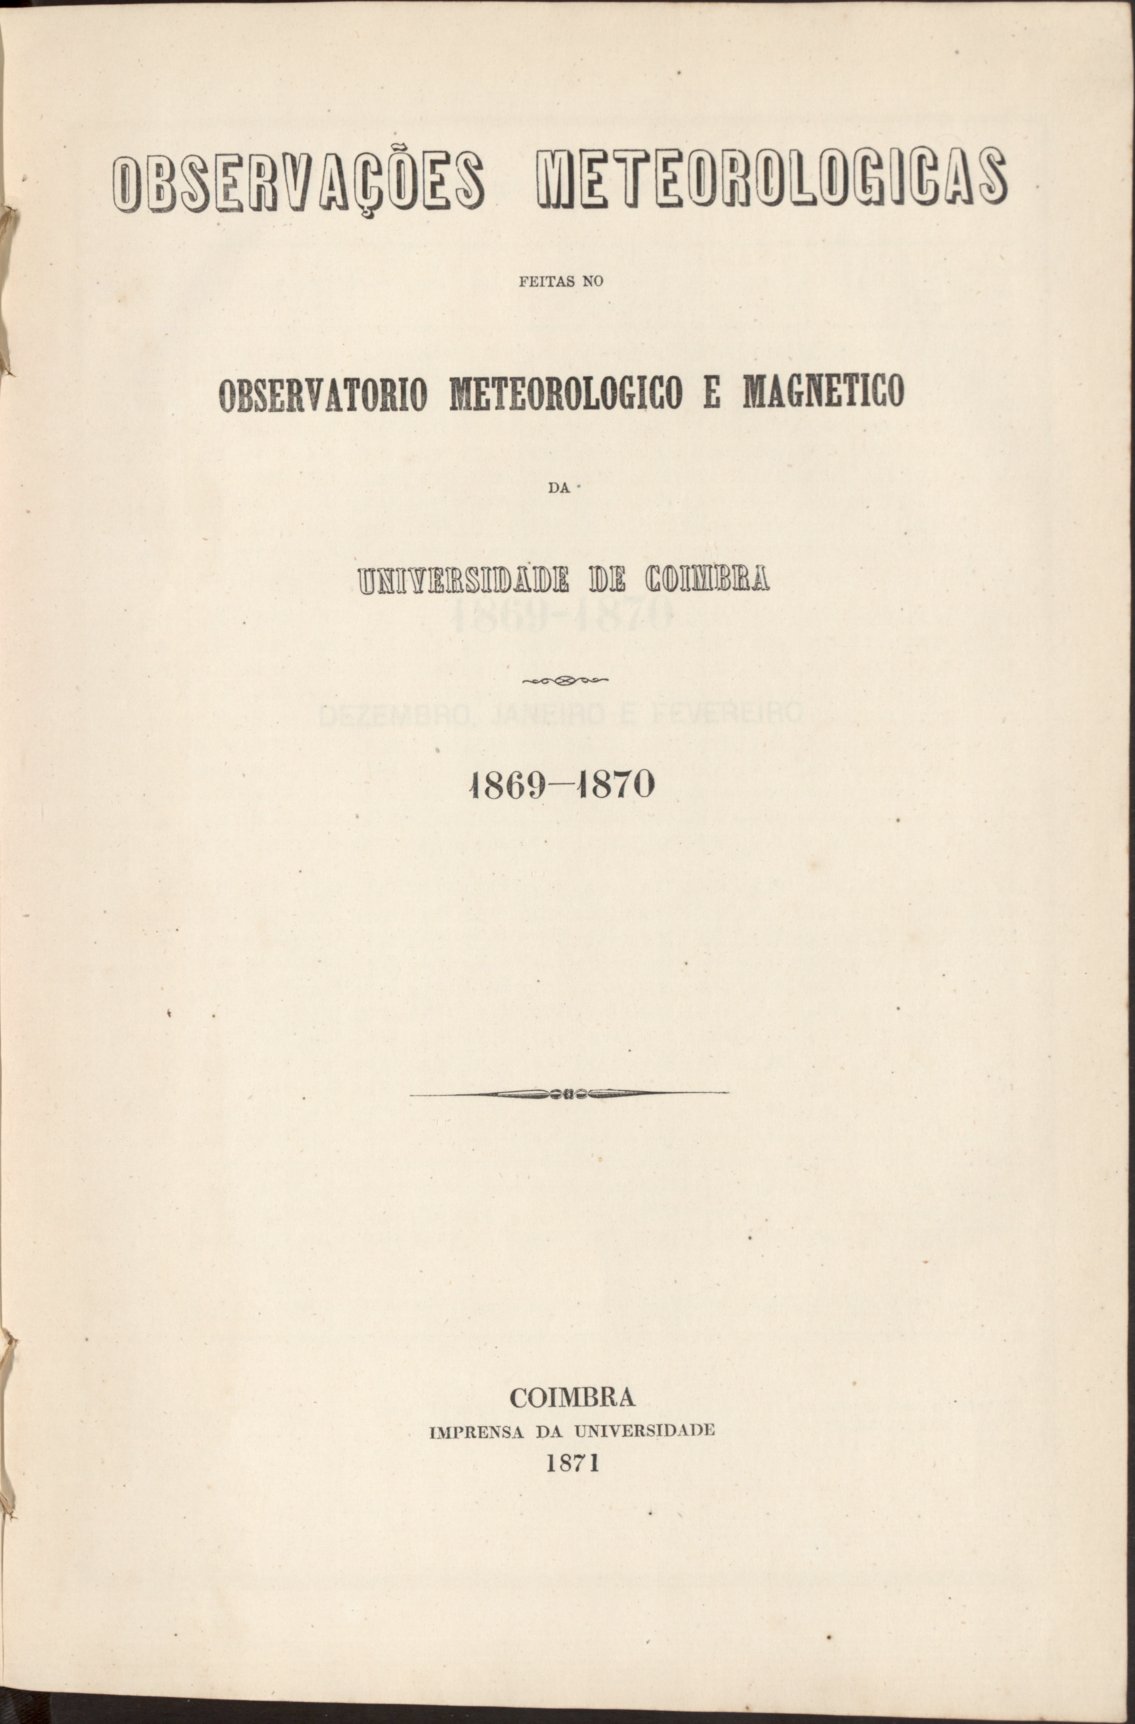 OBSERVAÇÕES METEOROLOGICAS
FEITAS NO
OBSERVATORIO METEOROLOGICO E MAGNETICO
DA
UNIVERSIDADE DE COIMBRA
1869-1870
DEZEMBRO, JANEIRO E FEVEREIRO
1869—1870
COIMBRA
IMPRENSA DA UNIVERSIDADE
1871